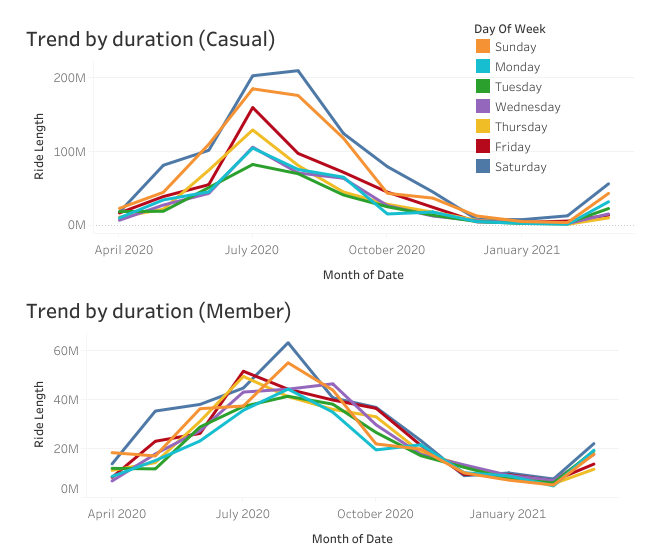 Trend by duration (Casual)
Day Of Week
Sunday
Monday
Tuesday
Wednesday
Thursday
Friday
Saturday
200M
100M
0M
Ride Length
April 2020
July 2020
October 2020
January 2021
Month of Date
Trend by duration (Member)
60M
40M
20M
0M
Ride Length
April 2020
July 2020
October 2020
January 2021
Month of Date